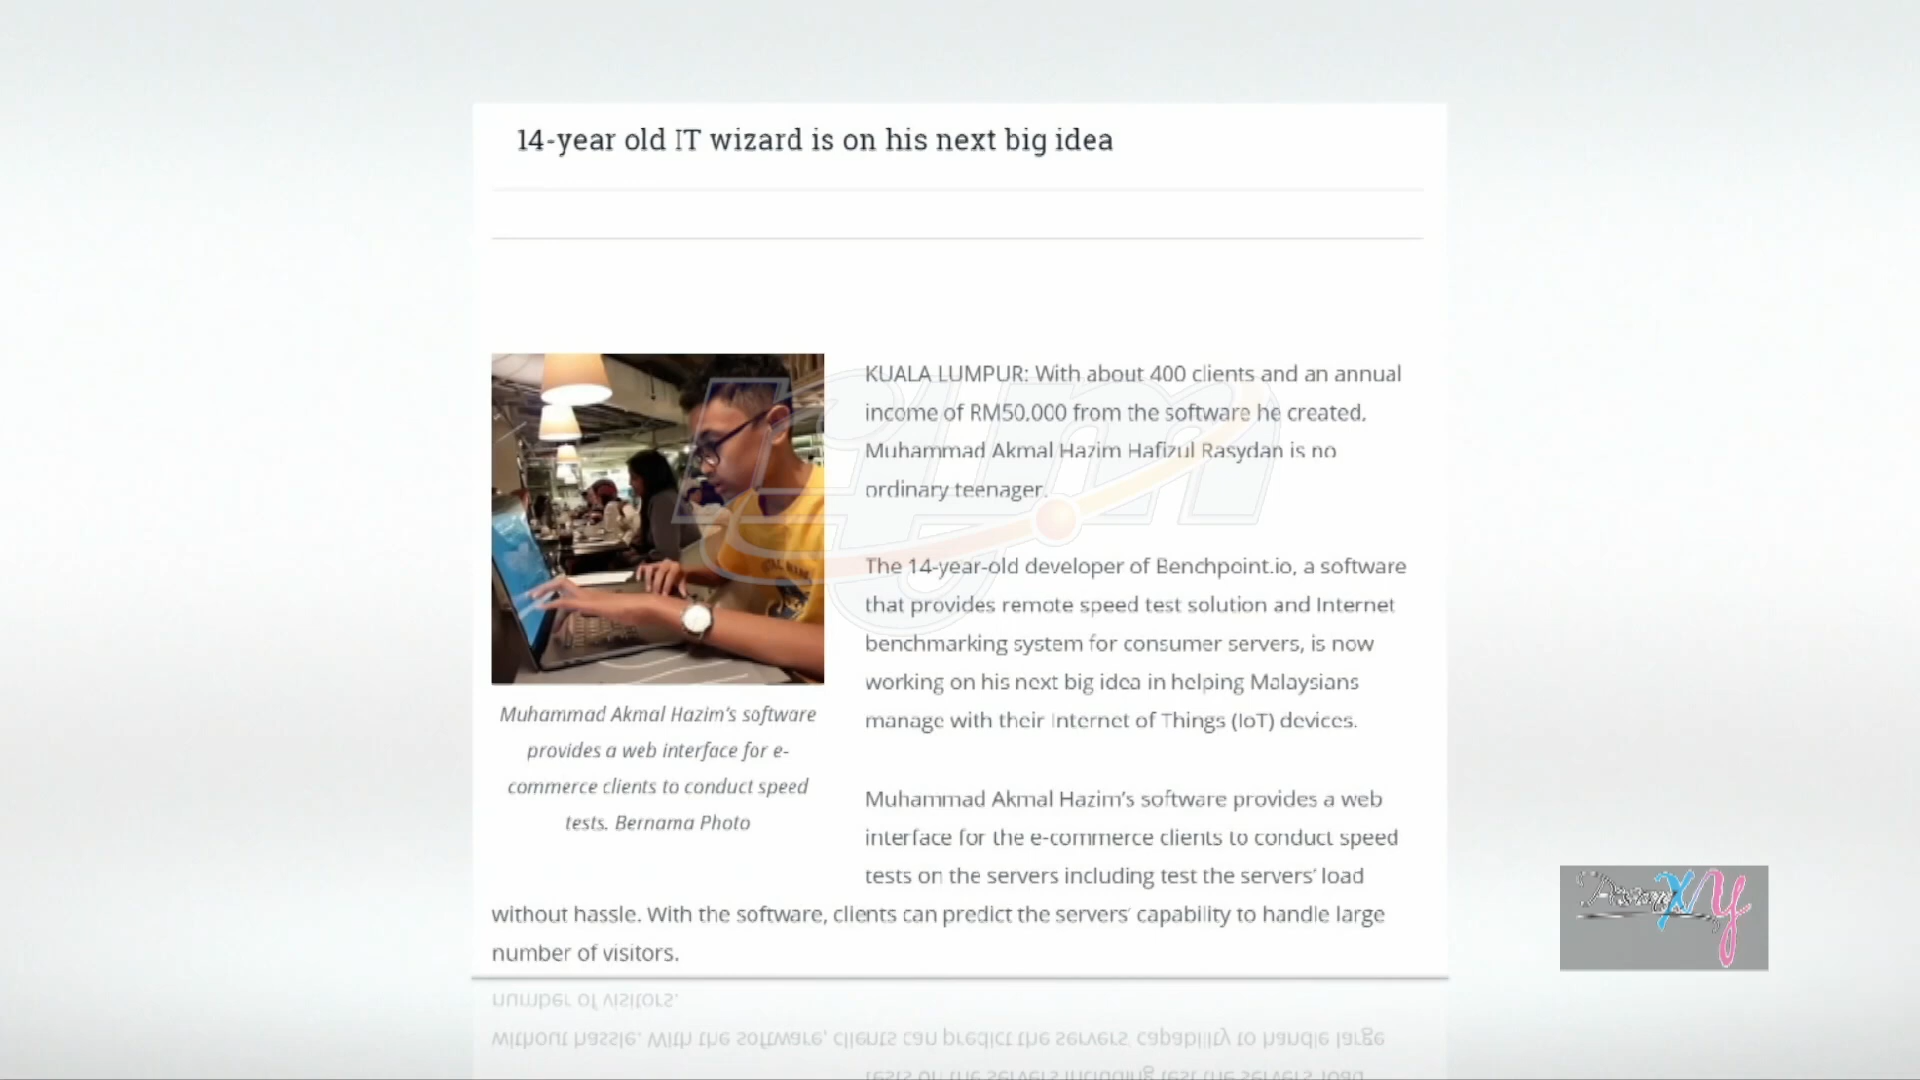 14-year old IT wizard is on his next big idea
KUALA LUMPUR: With about 400 clients and an annual
income of RM50,000 from the software he created,
Muhammad Akmal Hazim Hafizul Rasydan is no
ordinary teenager.
The 14-year-old developer of Benchpoint.io, a software
that provides remote speed test solution and Internet
benchmarking system for consumer servers, is now
working on his next big idea in helping Malaysians
manage with their Internet of Things (IoT) devices.
Muhammad Akmal Hazim’s software provides a web
interface for the e-commerce clients to conduct speed
tests on the servers including test the servers’ load
without hassle. With the software, clients can predict the servers’ capability to handle large
number of visitors.
Muhammad Akmal Hazim’s software
provides a web interface for e-
commerce clients to conduct speed
tests. Bernama Photo
xy